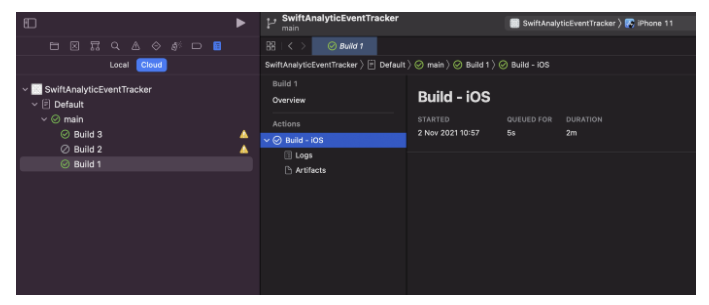 SwiftAnalyticEventTracker
main
SwiftAnalyticEventTracker 〉 iPhone 11
Build 1
Local Cloud
SwiftAnalyticEventTracker 〉 Default 〉 main 〉 Build 1 〉 Build - iOS
SwiftAnalyticEventTracker
Default
main
Build 3
Build 2
Build 1
Build 1
Overview
Actions
Build - iOS
Logs
Artifacts
Build - iOS
STARTED QUEUED FOR DURATION
2 Nov 2021 10:57 5s 2m